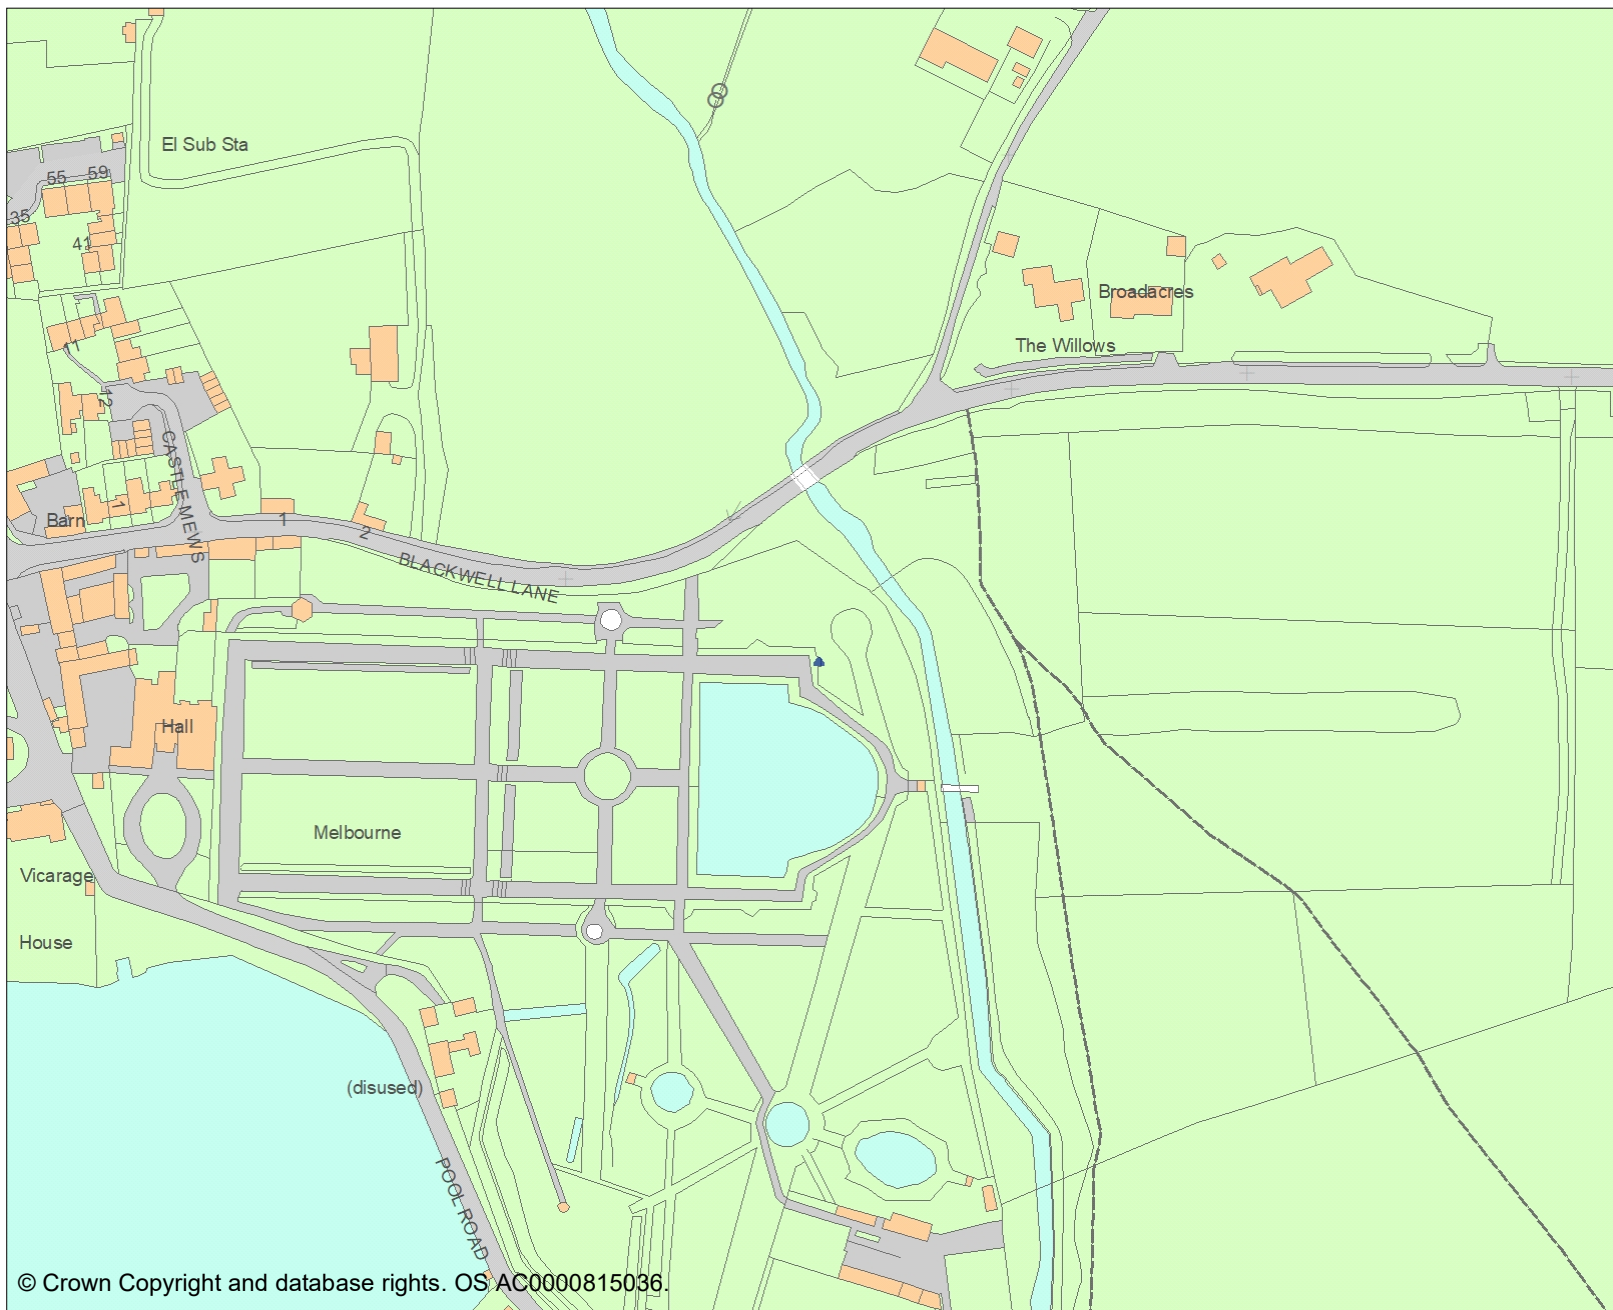 El Sub Sta
55
59
35
41
Broadacres
The Willows
11
12
CASTLE MEWS
1
Barn
1
2
BLACKWELL LANE
Hall
Melbourne
Vicarage
House
(disused)
POOL ROAD
© Crown Copyright and database rights. OS AC0000815036.